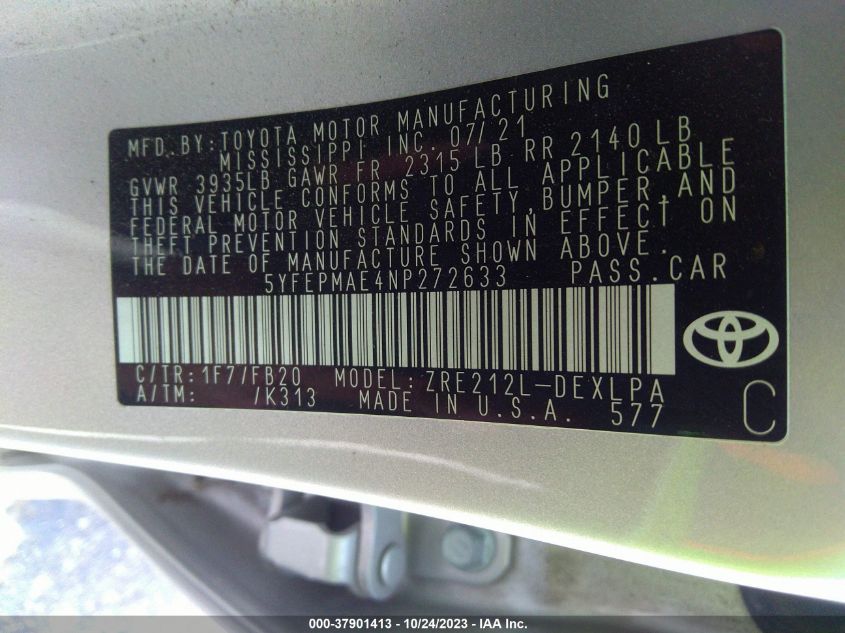 MFD. BY: TOYOTA MOTOR MANUFACTURING
MISSISSIPPI INC. 07/21
GVWR 3935LB GAWR FR 2315 LB RR 2140 LB
THIS VEHICLE CONFORMS TO ALL APPLICABLE
FEDERAL MOTOR VEHICLE SAFETY, BUMPER, AND
THEFT PREVENTION STANDARDS IN EFFECT ON
THE DATE OF MANUFACTURE SHOWN ABOVE.
5YFEPMAE4NP272633 PASS. CAR
C/TR: 1F7/FB20 MODEL: ZRE212L-DEXLPA
A/TM: /K313 MADE IN U.S.A. 577
C
000-37901413 - 10/24/2023 - IAA Inc.